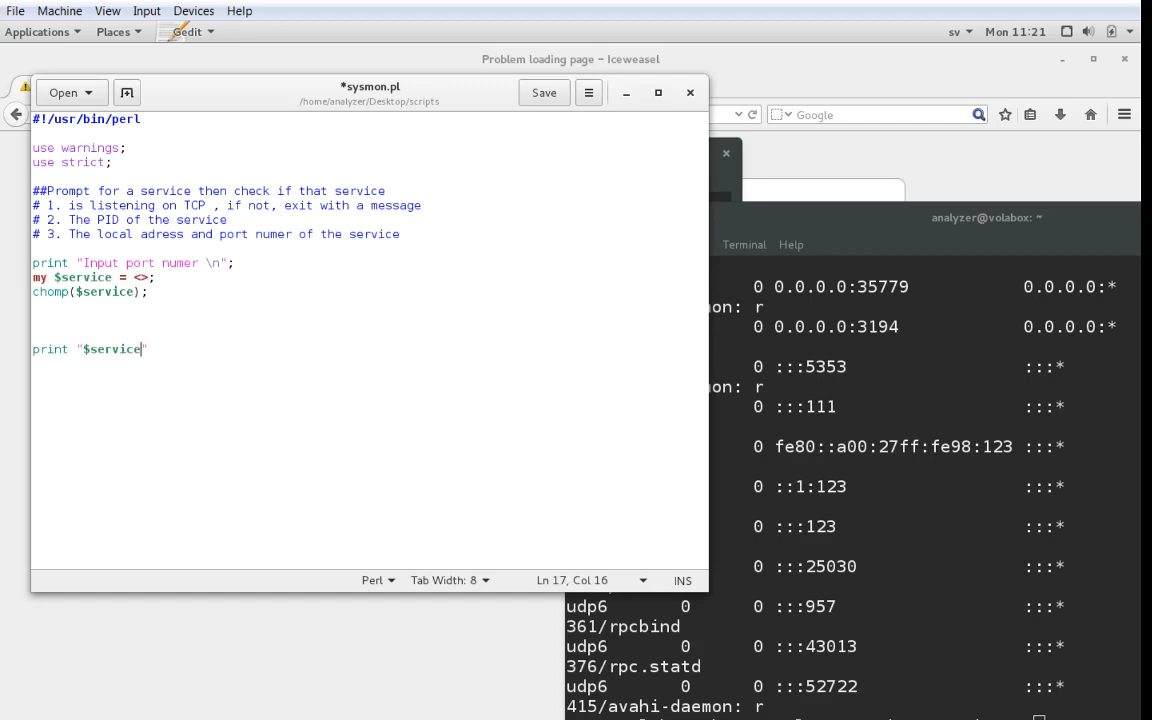 File Machine View Input Devices Help
Applications Places Gedit sv Mon 11:21
Problem loading page - Iceweasel
Open *sysmon.pl Save
/home/analyzer/Desktop/scripts
Google
#!/usr/bin/perl
use warnings;
use strict;
##Prompt for a service then check if that service
# 1. is listening on TCP , if not, exit with a message
# 2. The PID of the service
# 3. The local adress and port numer of the service
print "Input port numer \n";
my $service = <>;
chomp($service);
print "$service"
Perl Tab Width: 8 Ln 17, Col 16 INS
analyzer@volabox: ~
Terminal Help
0 0.0.0.0:35779 0.0.0.0:*
on: r
0 0.0.0.0:3194 0.0.0.0:*
0 :::5353 :::*
on: r
0 :::111 :::*
0 fe80::a00:27ff:fe98:123 :::*
0 ::1:123 :::*
0 :::123 :::*
0 :::25030 :::*
udp6 0 0 :::957 :::*
361/rpcbind
udp6 0 0 :::43013 :::*
376/rpc.statd
udp6 0 0 :::52722 :::*
415/avahi-daemon: r